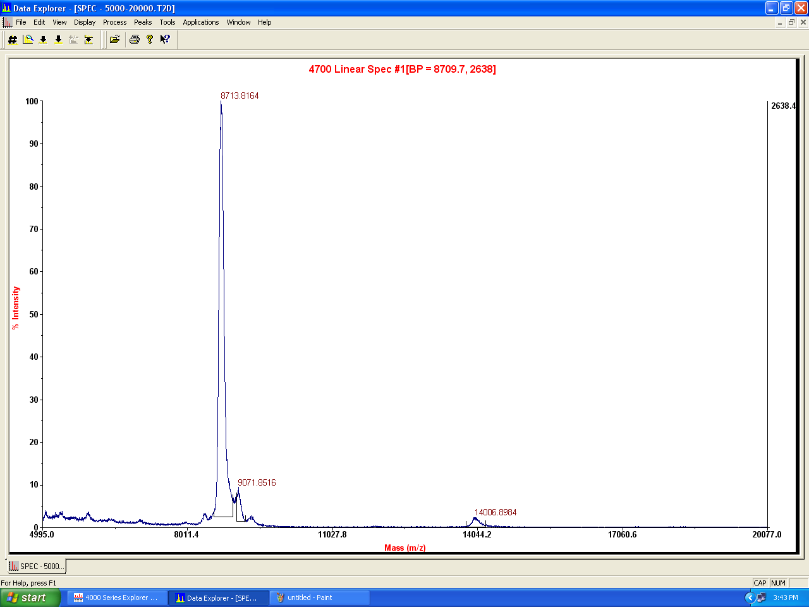 Data Explorer - [SPEC - 5000-20000.T2D]
File Edit View Display Process Peaks Tools Applications Window Help
4700 Linear Spec #1[BP = 8709.7, 2638]
8713.8164
100
2638.4
90
80
70
60
50
% Intensity
40
30
20
9071.8516
10
14006.8984
0
4995.0 8011.4 11027.8 14044.2 17060.6 20077.0
Mass (m/z)
SPEC - 5000...
For Help, press F1
CAP NUM
start
4000 Series Explorer ...
Data Explorer - [SPE...
untitled - Paint
3:43 PM